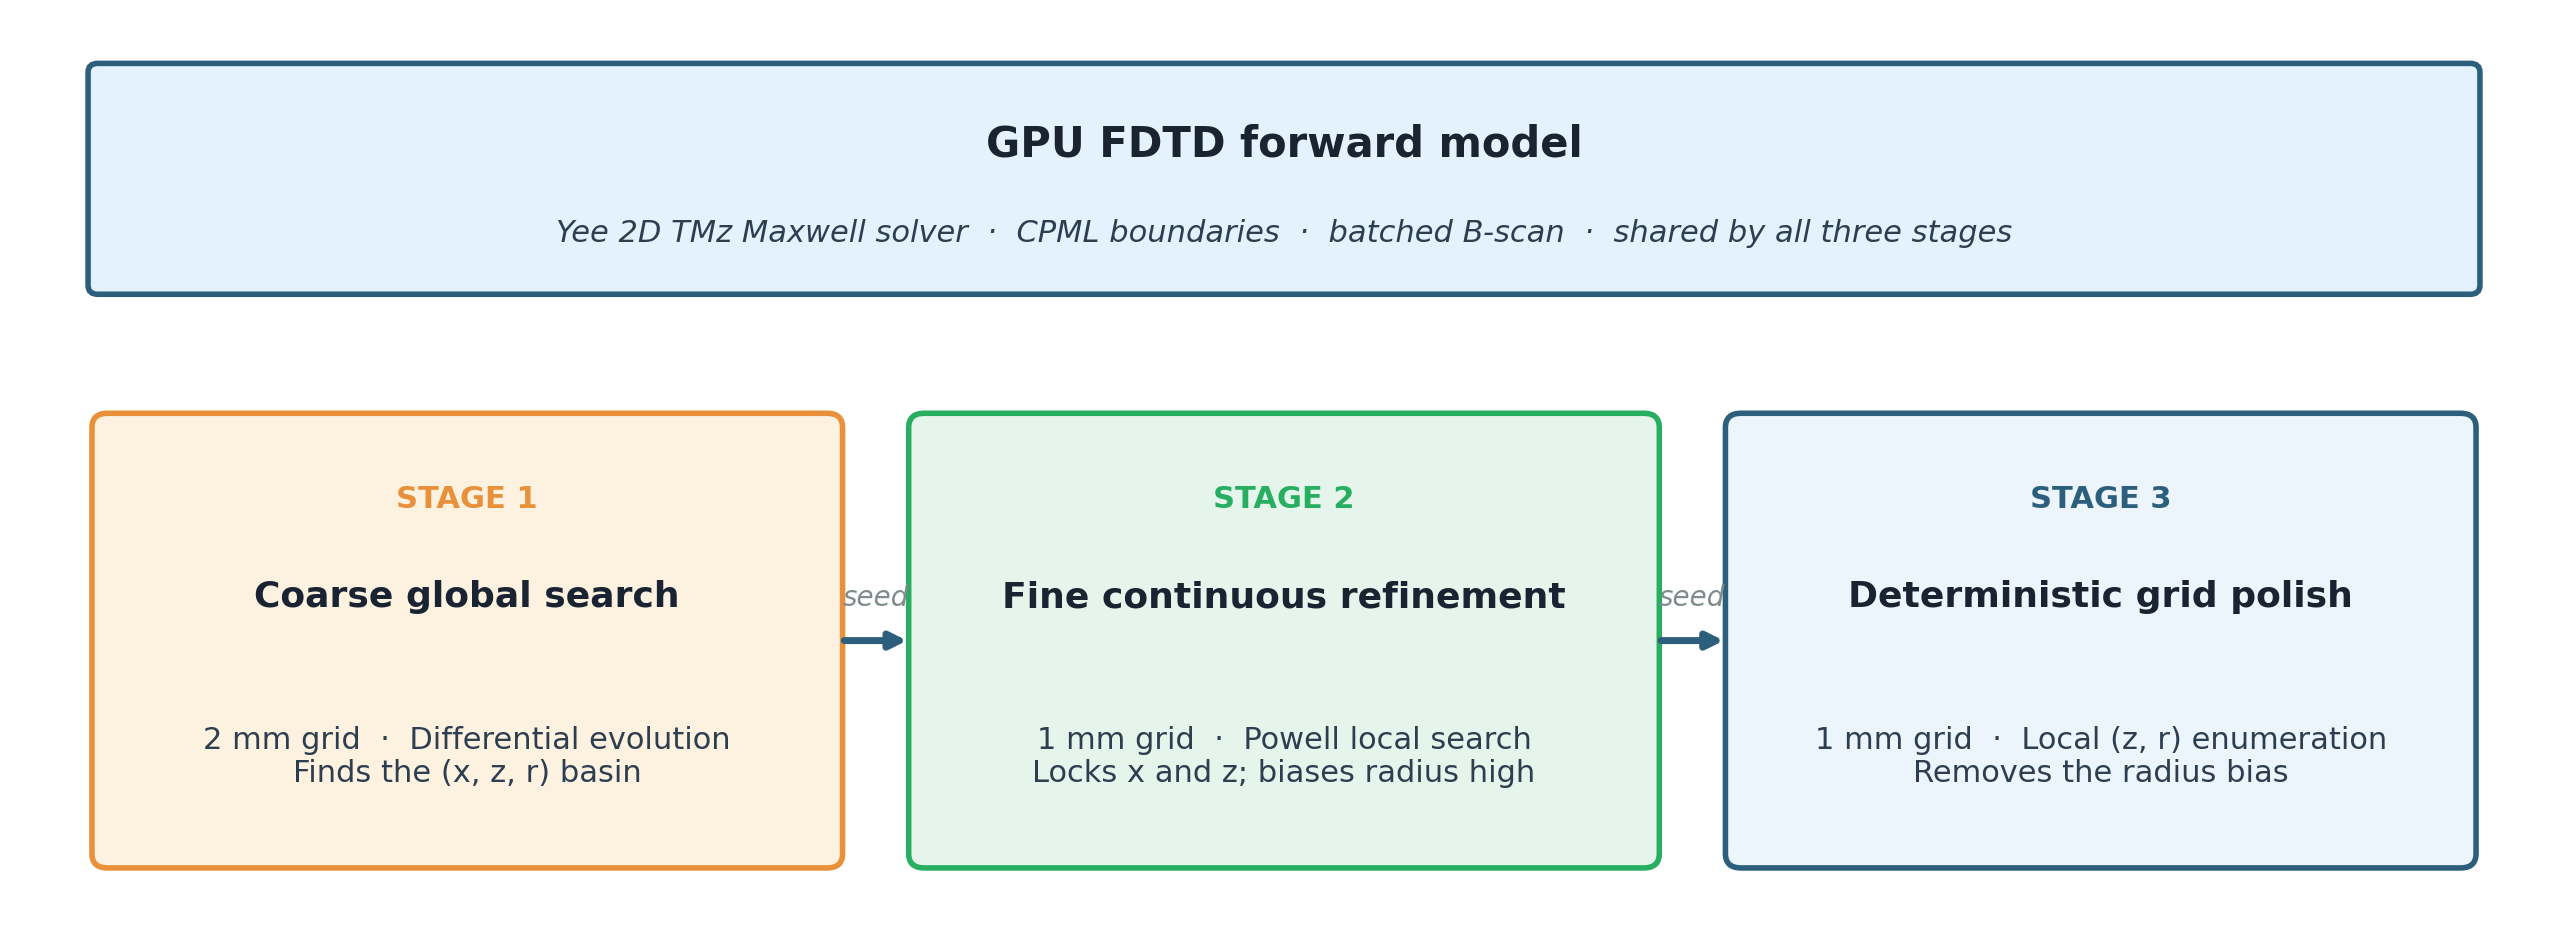 GPU FDTD forward model
Yee 2D TMz Maxwell solver · CPML boundaries · batched B-scan · shared by all three stages
STAGE 1
Coarse global search
2 mm grid · Differential evolution
Finds the (x, z, r) basin
seed
STAGE 2
Fine continuous refinement
1 mm grid · Powell local search
Locks x and z; biases radius high
seed
STAGE 3
Deterministic grid polish
1 mm grid · Local (z, r) enumeration
Removes the radius bias